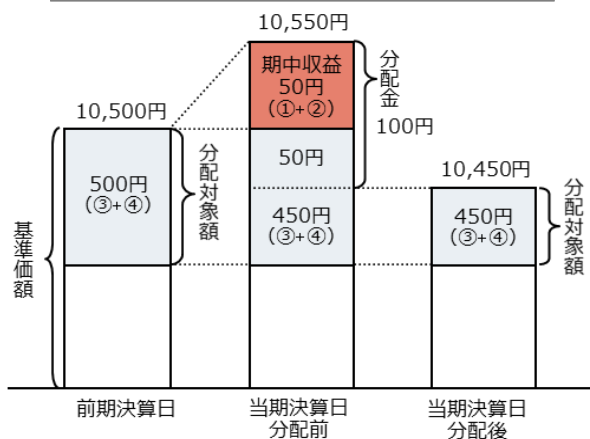 10,550円
期中収益
50円
(①+②)
分配金
100円
10,500円
50円
10,450円
500円
(③+④)
分配対象額
450円
(③+④)
450円
(③+④)
分配対象額
基準価額
前期決算日
当期決算日
分配前
当期決算日
分配後